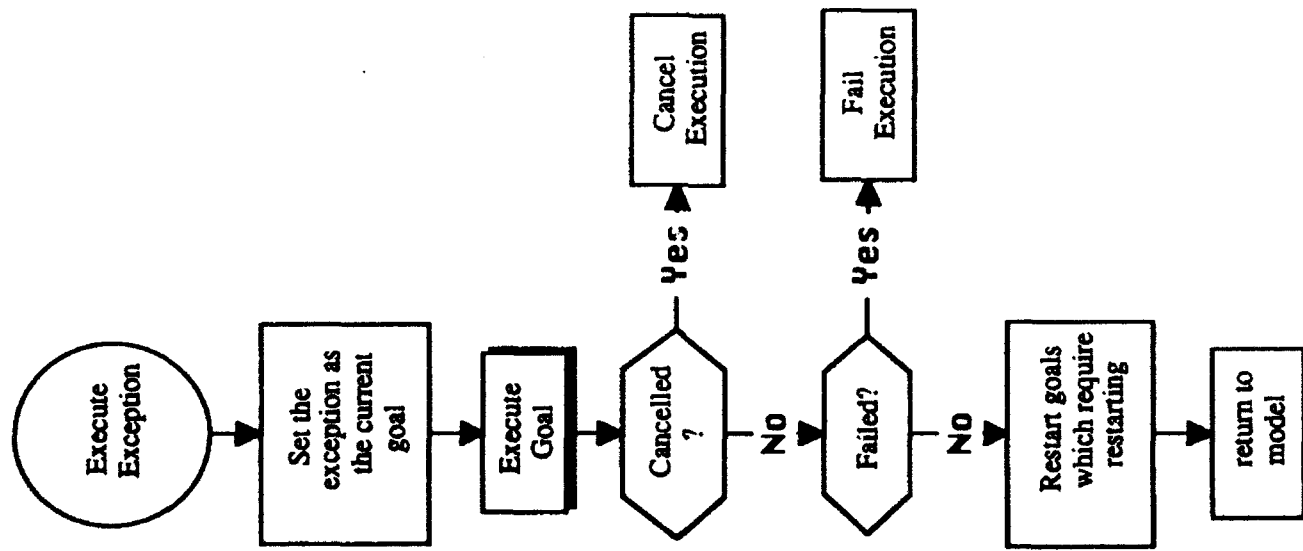 Execute
Exception
Set the
exception as
the current
goal
Execute
Goal
Cancelled
?
Yes
Cancel
Execution
No
Failed?
Yes
Fail
Execution
No
Restart goals
which require
restarting
return to
model